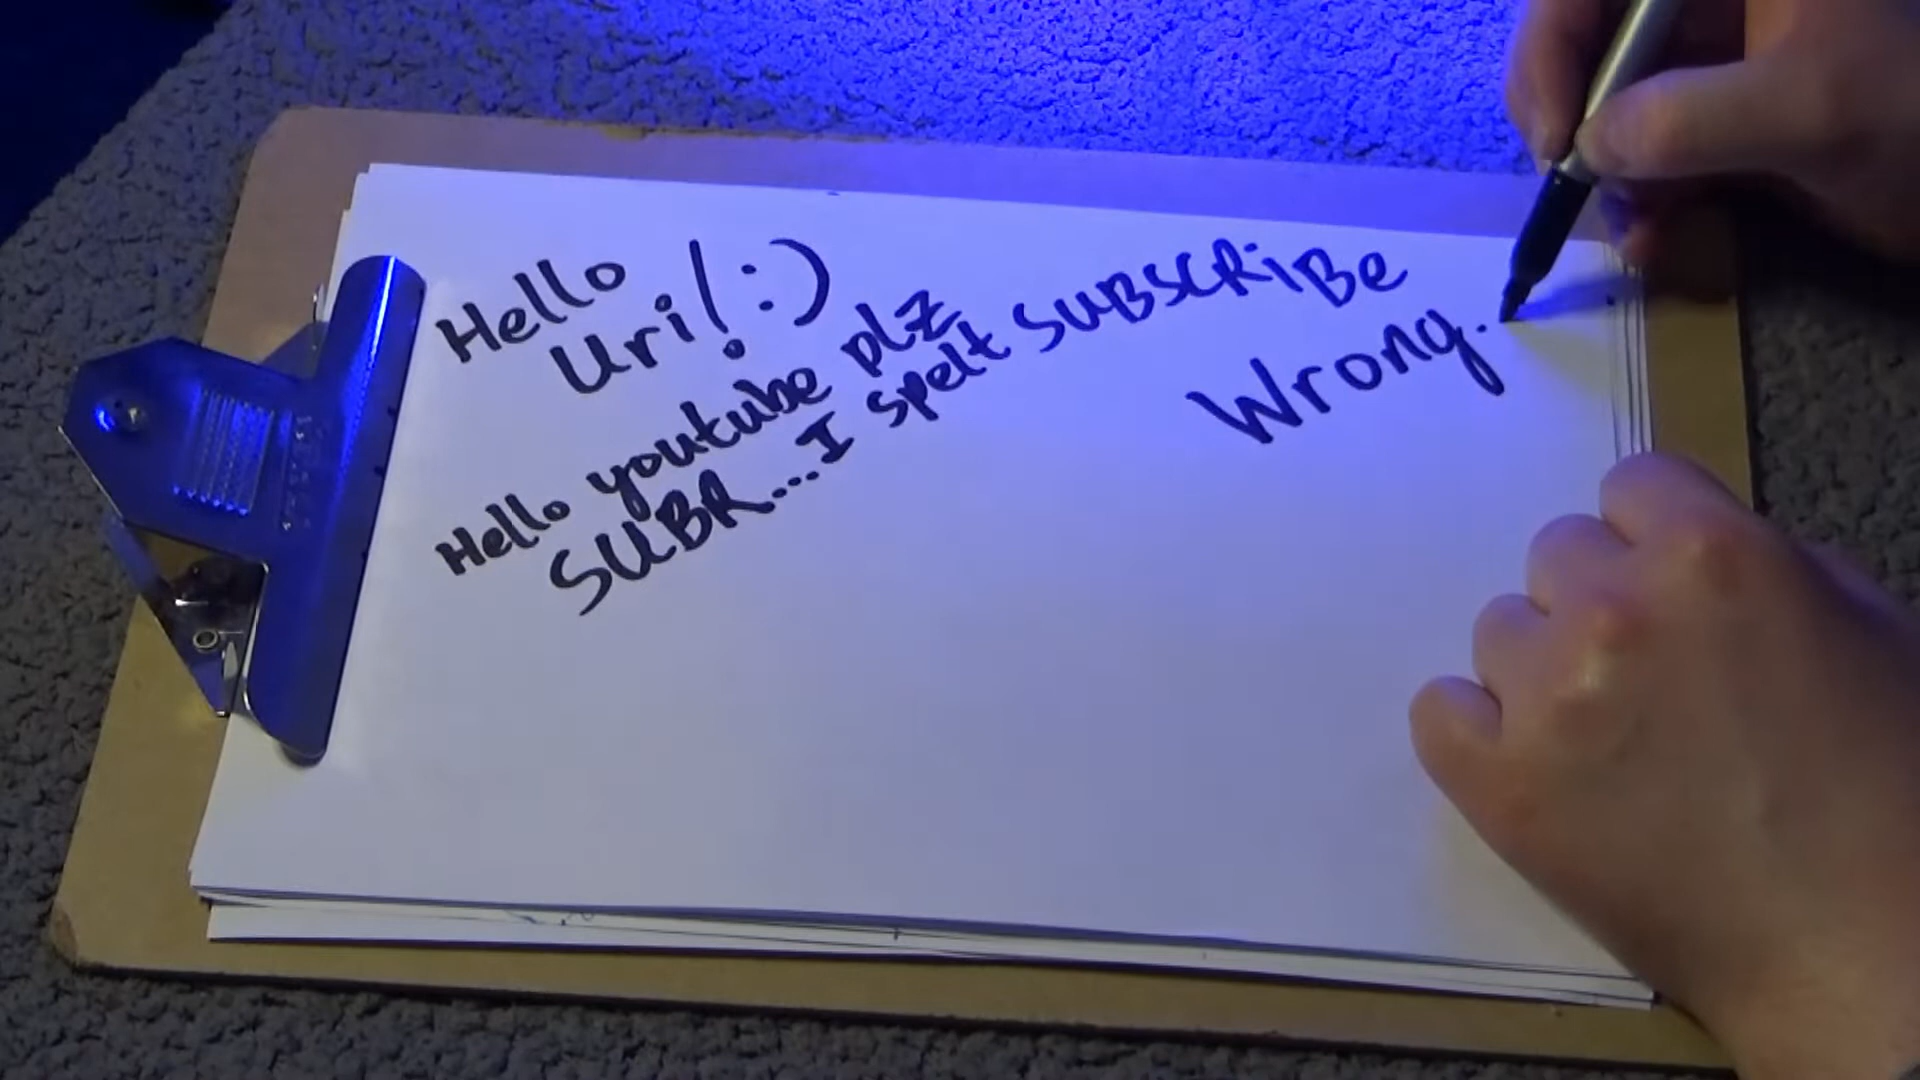 Hello
Uri! :)
Hello youtube plz
SUBR... I spelt SUBSCRiBe
Wrong.